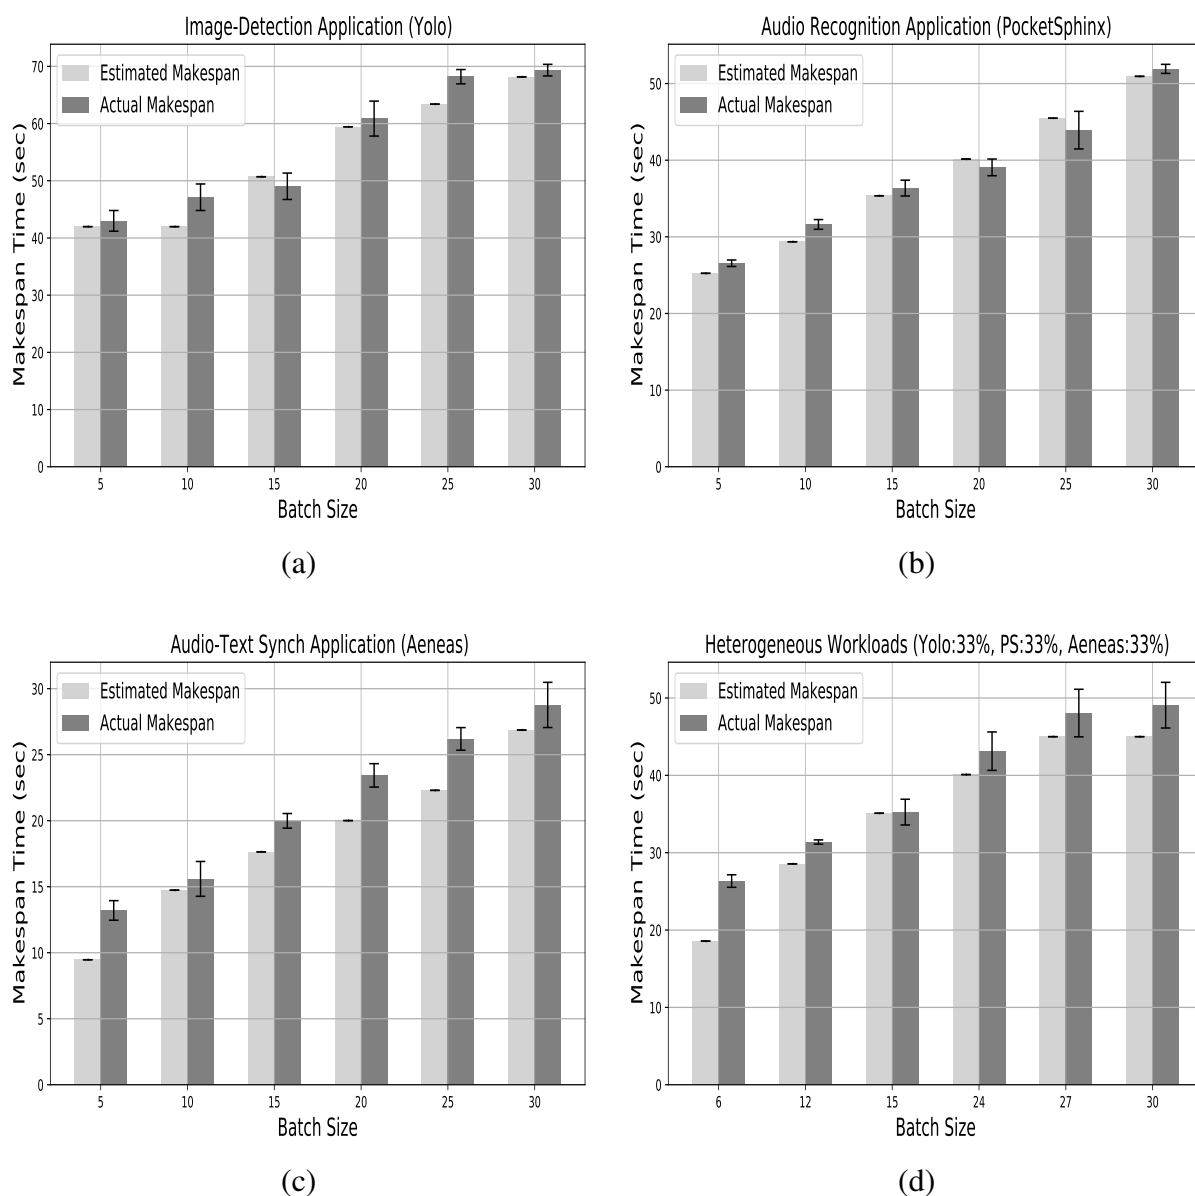 Image-Detection Application (Yolo)
Estimated Makespan
Actual Makespan
Makespan Time (sec)
70
60
50
40
30
20
10
0
5 10 15 20 25 30
Batch Size
(a)
Audio Recognition Application (PocketSphinx)
Estimated Makespan
Actual Makespan
Makespan Time (sec)
50
40
30
20
10
0
5 10 15 20 25 30
Batch Size
(b)
Audio-Text Synch Application (Aeneas)
Estimated Makespan
Actual Makespan
Makespan Time (sec)
30
25
20
15
10
5
0
5 10 15 20 25 30
Batch Size
(c)
Heterogeneous Workloads (Yolo:33%, PS:33%, Aeneas:33%)
Estimated Makespan
Actual Makespan
Makespan Time (sec)
50
40
30
20
10
0
6 12 15 24 27 30
Batch Size
(d)